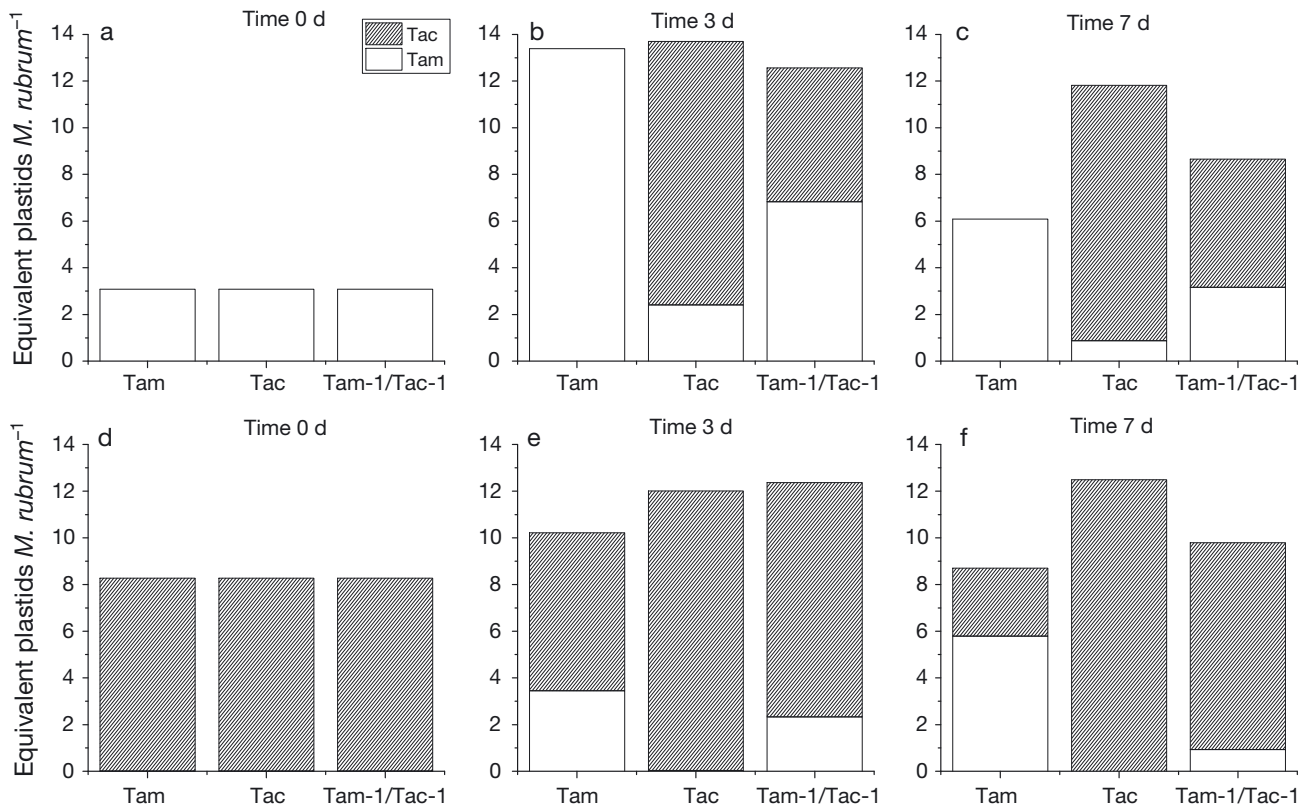 Equivalent plastids M. rubrum⁻¹
a
Time 0 d
Tac
Tam
14
12
10
8
6
4
2
0
Tam
Tac
Tam-1/Tac-1
b
Time 3 d
14
12
10
8
6
4
2
0
Tam
Tac
Tam-1/Tac-1
c
Time 7 d
14
12
10
8
6
4
2
0
Tam
Tac
Tam-1/Tac-1
Equivalent plastids M. rubrum⁻¹
d
Time 0 d
14
12
10
8
6
4
2
0
Tam
Tac
Tam-1/Tac-1
e
Time 3 d
14
12
10
8
6
4
2
0
Tam
Tac
Tam-1/Tac-1
f
Time 7 d
14
12
10
8
6
4
2
0
Tam
Tac
Tam-1/Tac-1